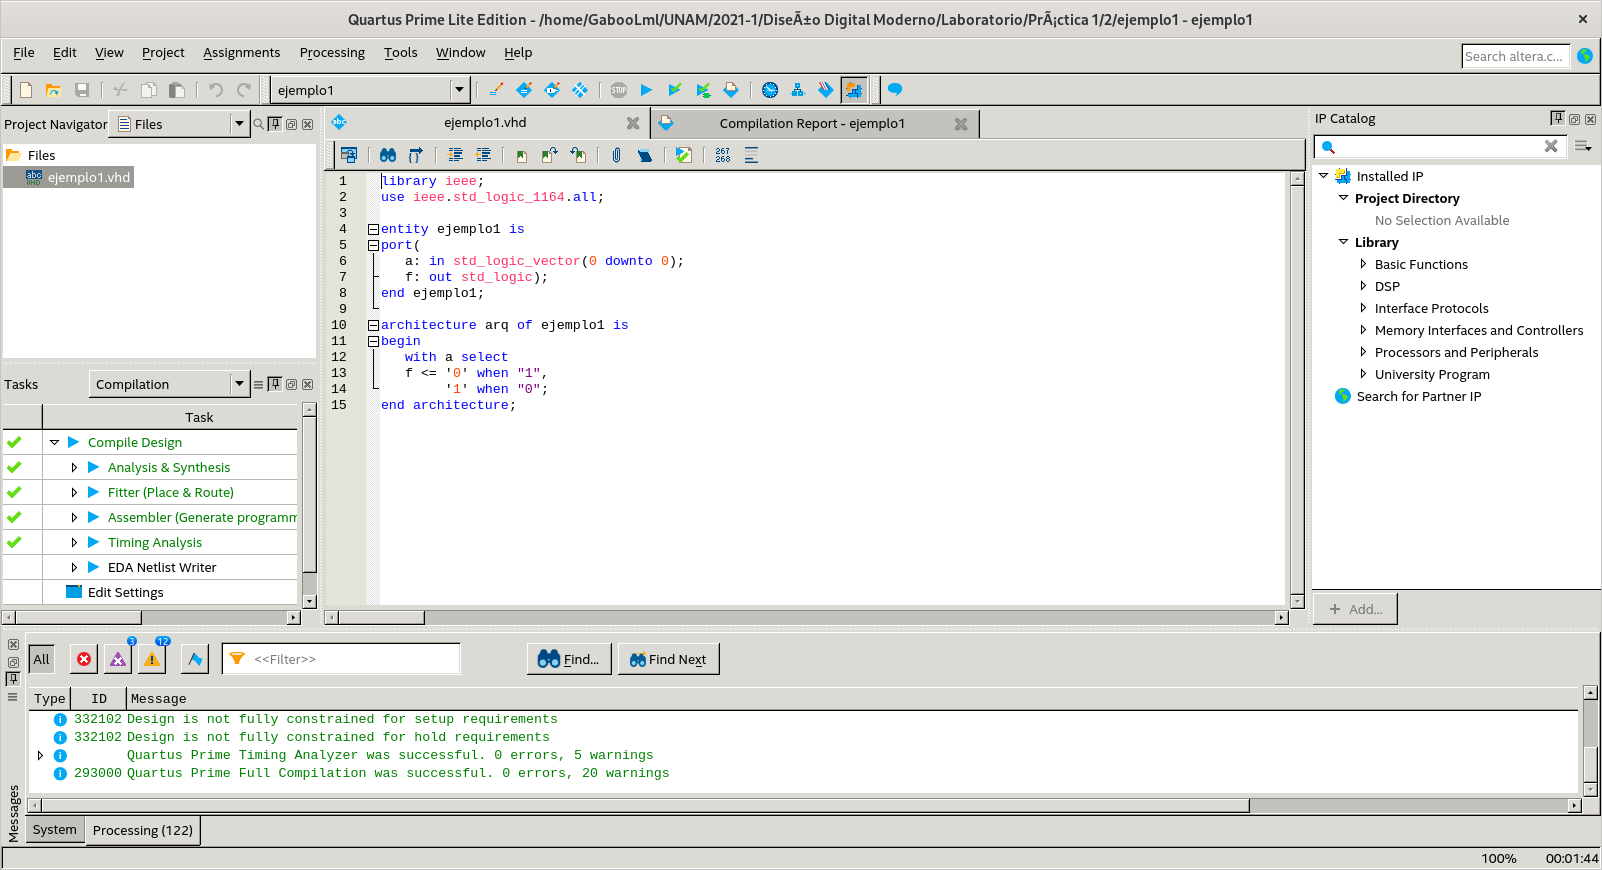 Quartus Prime Lite Edition - /home/GabooLml/UNAM/2021-1/DiseÃ±o Digital Moderno/Laboratorio/PrÃ¡ctica 1/2/ejemplo1 - ejemplo1
File Edit View Project Assignments Processing Tools Window Help
Search altera.c...
ejemplo1
STOP
Project Navigator Files
Files
ejemplo1.vhd
Tasks Compilation
Task
Compile Design
Analysis & Synthesis
Fitter (Place & Route)
Assembler (Generate programm
Timing Analysis
EDA Netlist Writer
Edit Settings
abc ejemplo1.vhd
Compilation Report - ejemplo1
267
268
1 library ieee;
2 use ieee.std_logic_1164.all;
3
4 entity ejemplo1 is
5 port(
6 a: in std_logic_vector(0 downto 0);
7 f: out std_logic);
8 end ejemplo1;
9
10 architecture arq of ejemplo1 is
11 begin
12 with a select
13 f <= '0' when "1",
14 '1' when "0";
15 end architecture;
IP Catalog
Installed IP
Project Directory
No Selection Available
Library
Basic Functions
DSP
Interface Protocols
Memory Interfaces and Controllers
Processors and Peripherals
University Program
Search for Partner IP
+ Add...
All 3 12 <<Filter>> Find... Find Next
Type ID Message
332102 Design is not fully constrained for setup requirements
332102 Design is not fully constrained for hold requirements
Quartus Prime Timing Analyzer was successful. 0 errors, 5 warnings
293000 Quartus Prime Full Compilation was successful. 0 errors, 20 warnings
Messages
System Processing (122)
100% 00:01:44